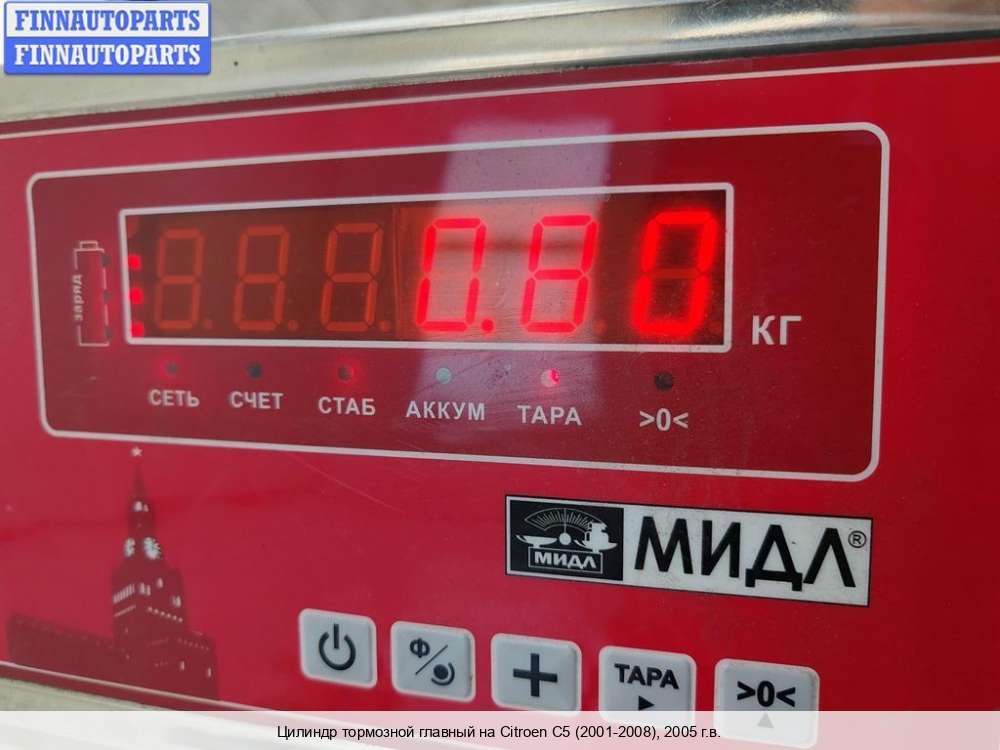 FINNAUTOPARTS
FINNAUTOPARTS
0.80
КГ
заряд
СЕТЬ СЧЕТ СТАБ АККУМ ТАРА >0<
МИДЛ МИДЛ®
Ф
ТАРА >0<
Цилиндр тормозной главный на Citroen C5 (2001-2008), 2005 г.в.